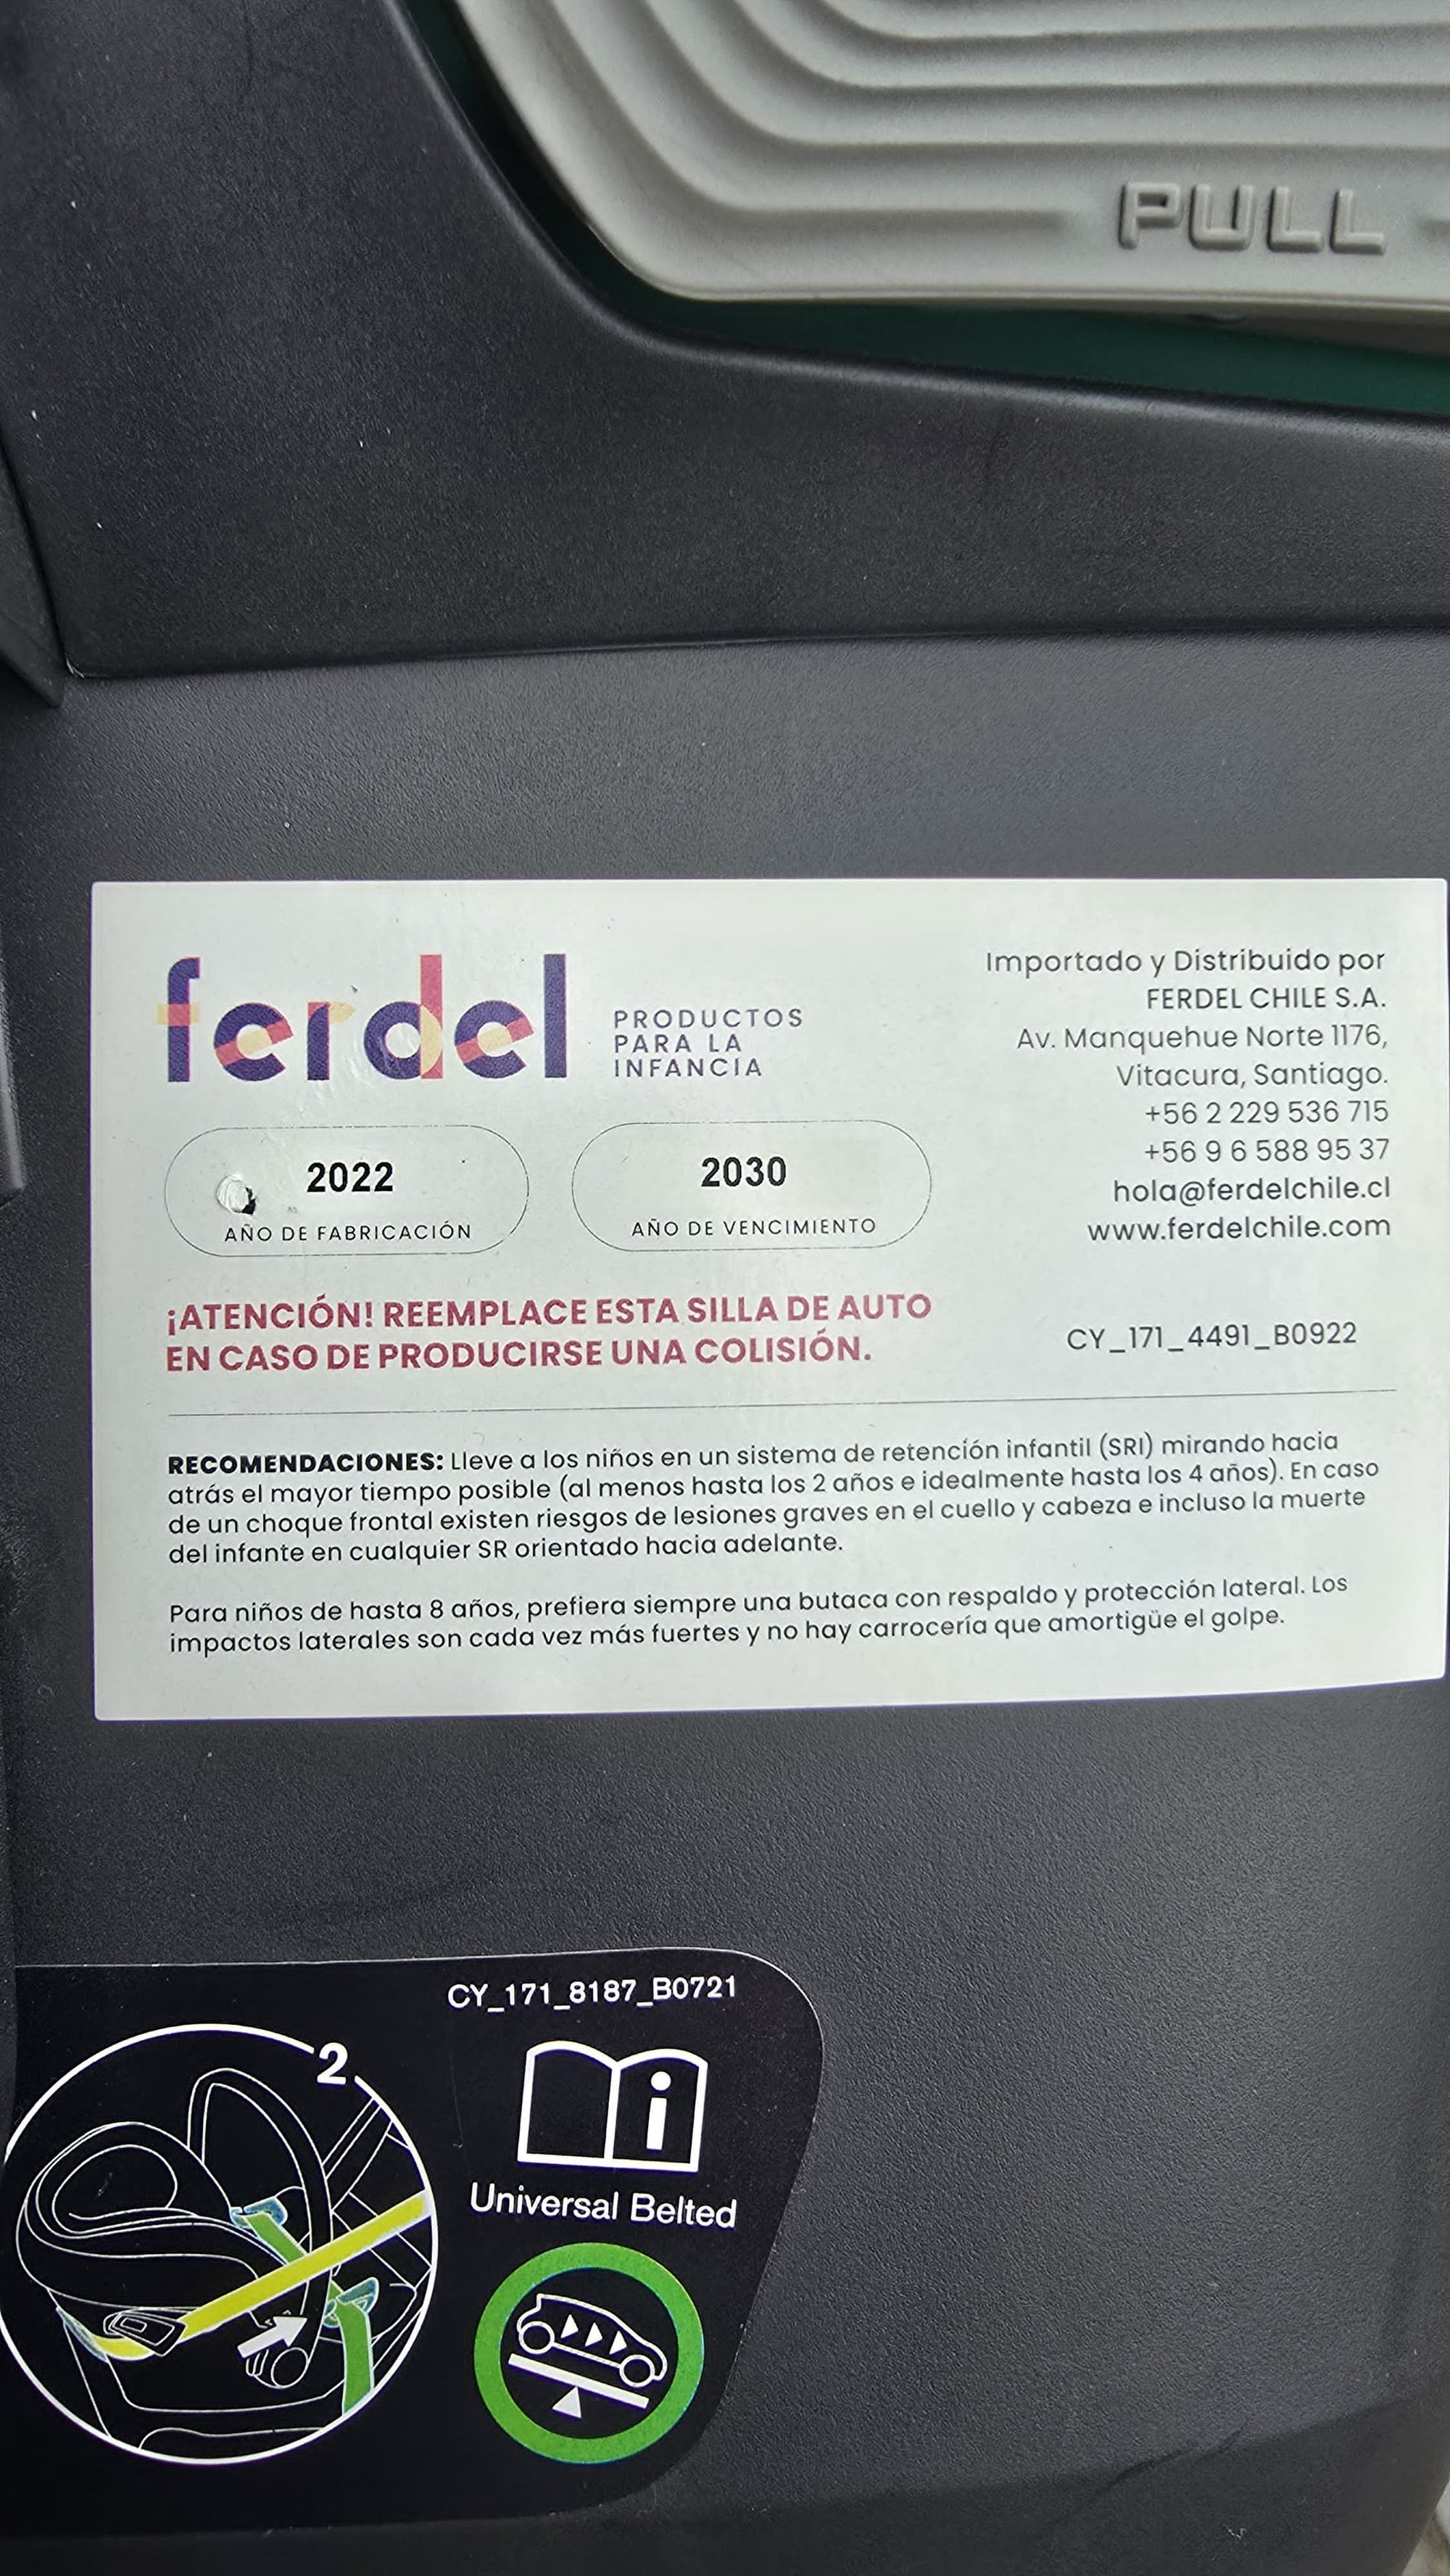 PULL
ferdel
PRODUCTOS
PARA LA
INFANCIA
Importado y Distribuido por
FERDEL CHILE S.A.
Av. Manquehue Norte 1176,
Vitacura, Santiago.
+56 2 229 536 715
+56 9 6 588 95 37
hola@ferdelchile.cl
www.ferdelchile.com
2022
AÑO DE FABRICACIÓN
2030
AÑO DE VENCIMIENTO
¡ATENCIÓN! REEMPLACE ESTA SILLA DE AUTO
EN CASO DE PRODUCIRSE UNA COLISIÓN.
CY_171_4491_B0922
RECOMENDACIONES: Lleve a los niños en un sistema de retención infantil (SRI) mirando hacia
atrás el mayor tiempo posible (al menos hasta los 2 años e idealmente hasta los 4 años). En caso
de un choque frontal existen riesgos de lesiones graves en el cuello y cabeza e incluso la muerte
del infante en cualquier SR orientado hacia adelante.
Para niños de hasta 8 años, prefiera siempre una butaca con respaldo y protección lateral. Los
impactos laterales son cada vez más fuertes y no hay carrocería que amortigüe el golpe.
CY_171_8187_B0721
2
i
Universal Belted